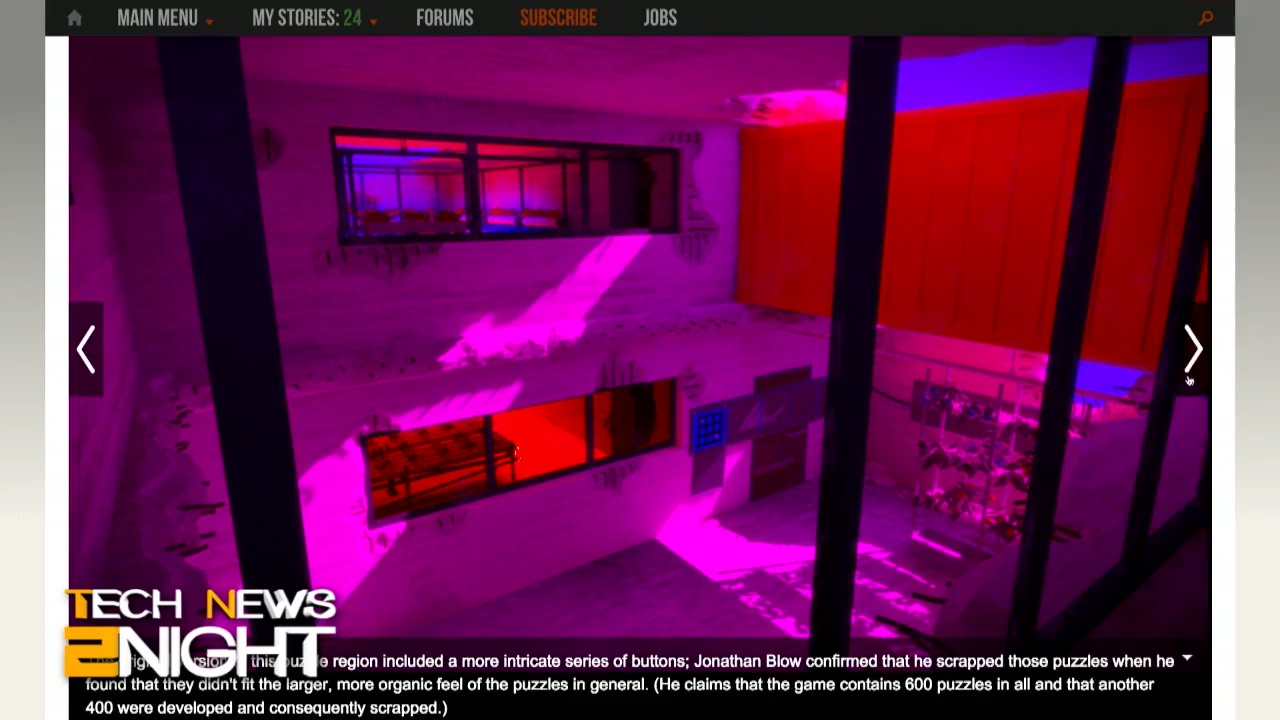 MAIN MENU
MY STORIES: 24
FORUMS
SUBSCRIBE
JOBS
TECH NEWS
2NIGHT
this puzzle region included a more intricate series of buttons; Jonathan Blow confirmed that he scrapped those puzzles when he
found that they didn't fit the larger, more organic feel of the puzzles in general. (He claims that the game contains 600 puzzles in all and that another
400 were developed and consequently scrapped.)